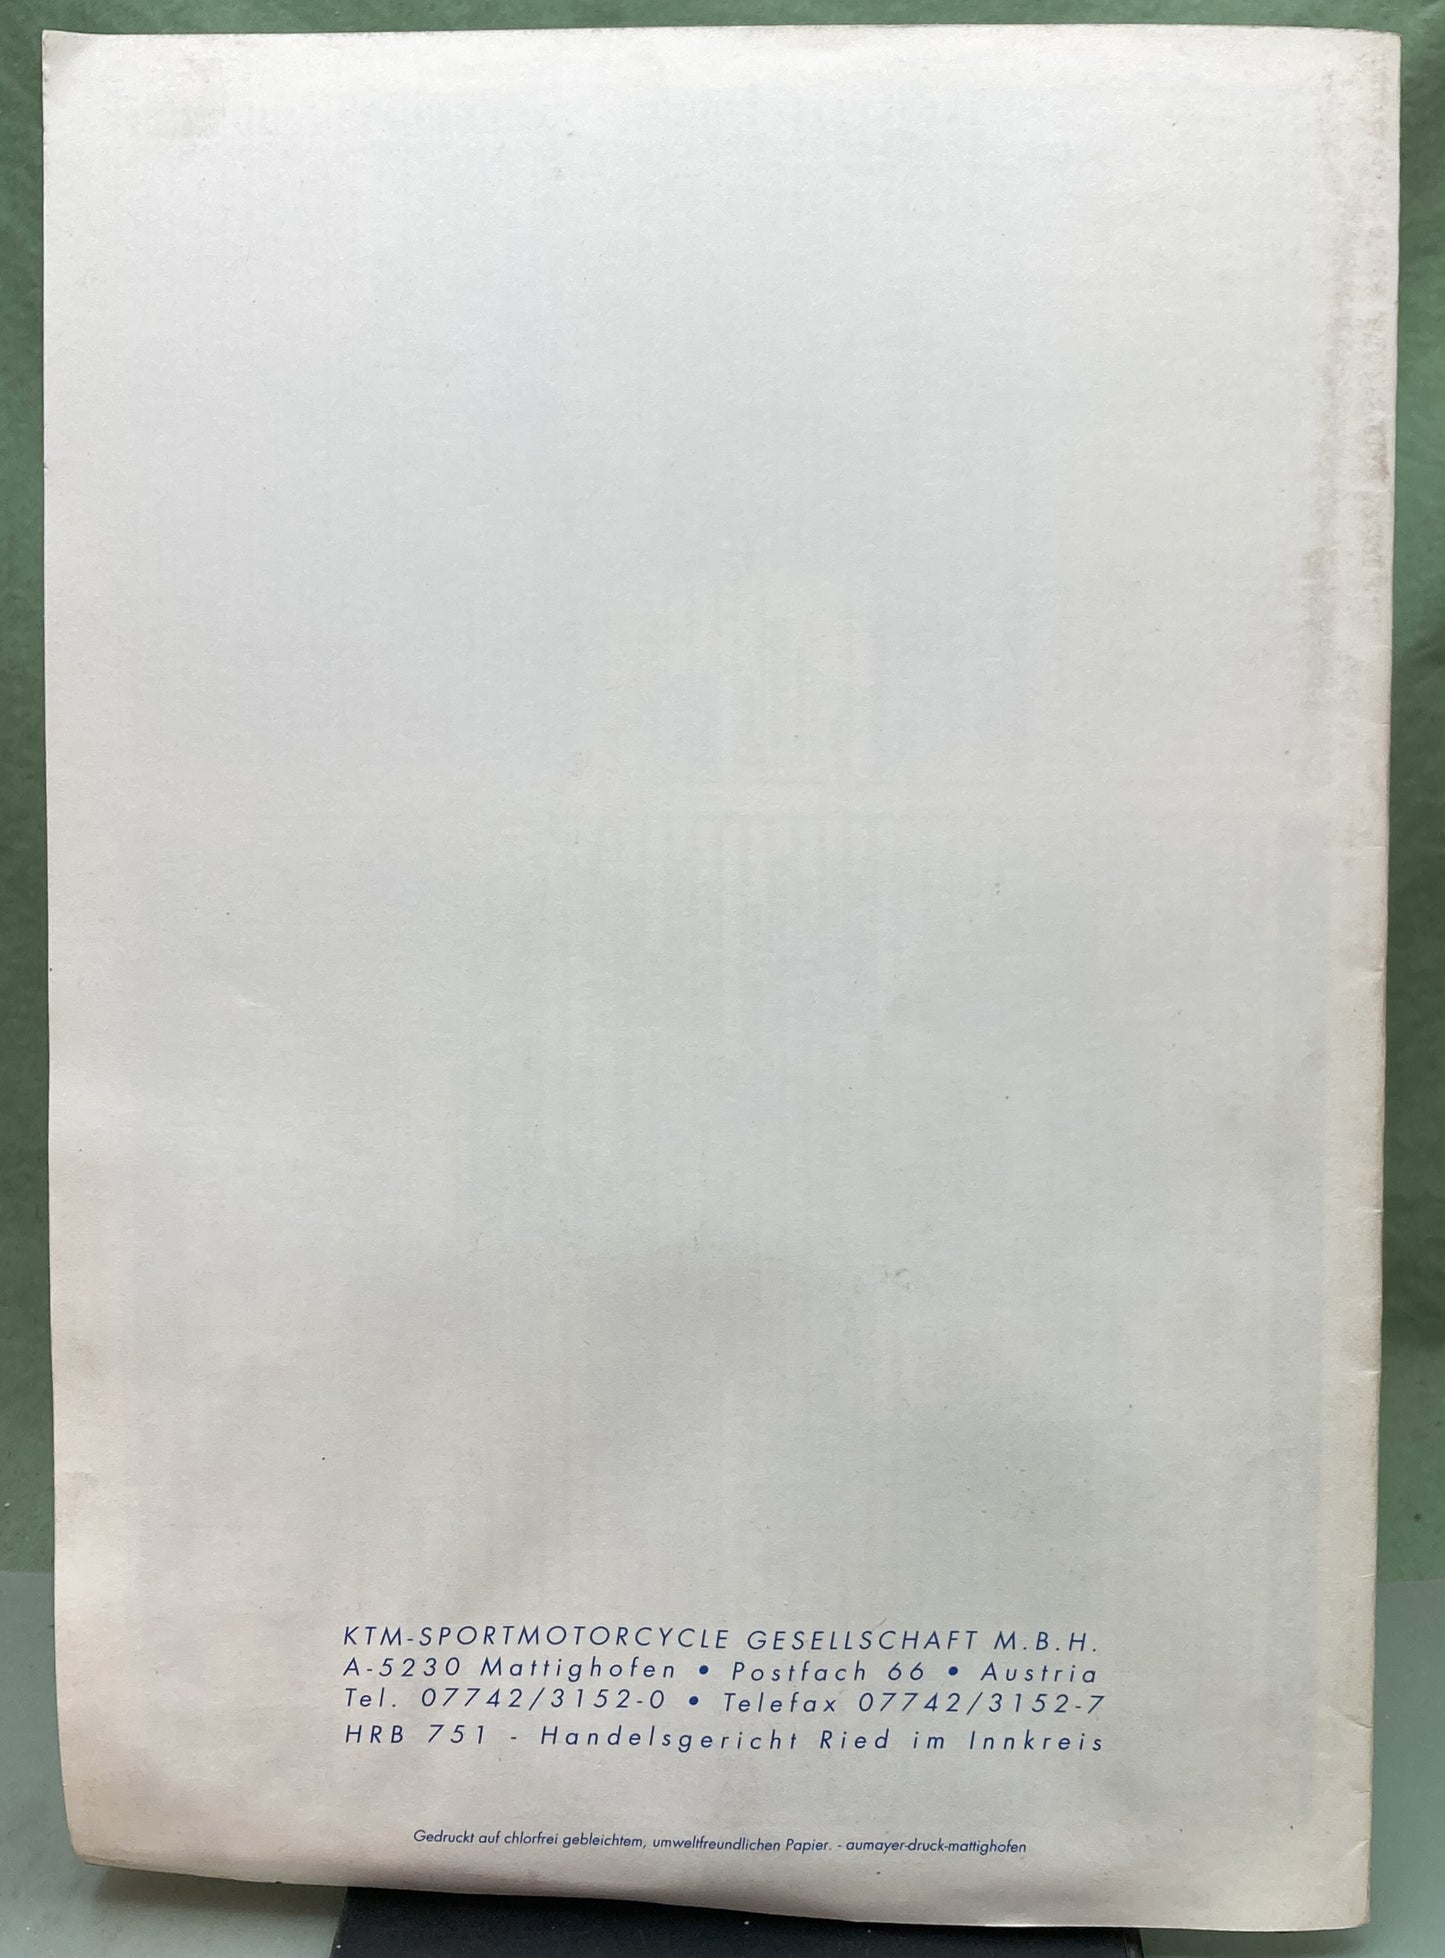 KTM-SPORTMOTORCYCLE GESELLSCHAFT M.B.H.
A-5230 Mattighofen • Postfach 66 • Austria
Tel. 07742/3152-0 • Telefax 07742/3152-7
HRB 751 - Handelsgericht Ried im Innkreis
Gedruckt auf chlorfrei gebleichtem, umweltfreundlichen Papier. - aumayer-druck-mattighofen